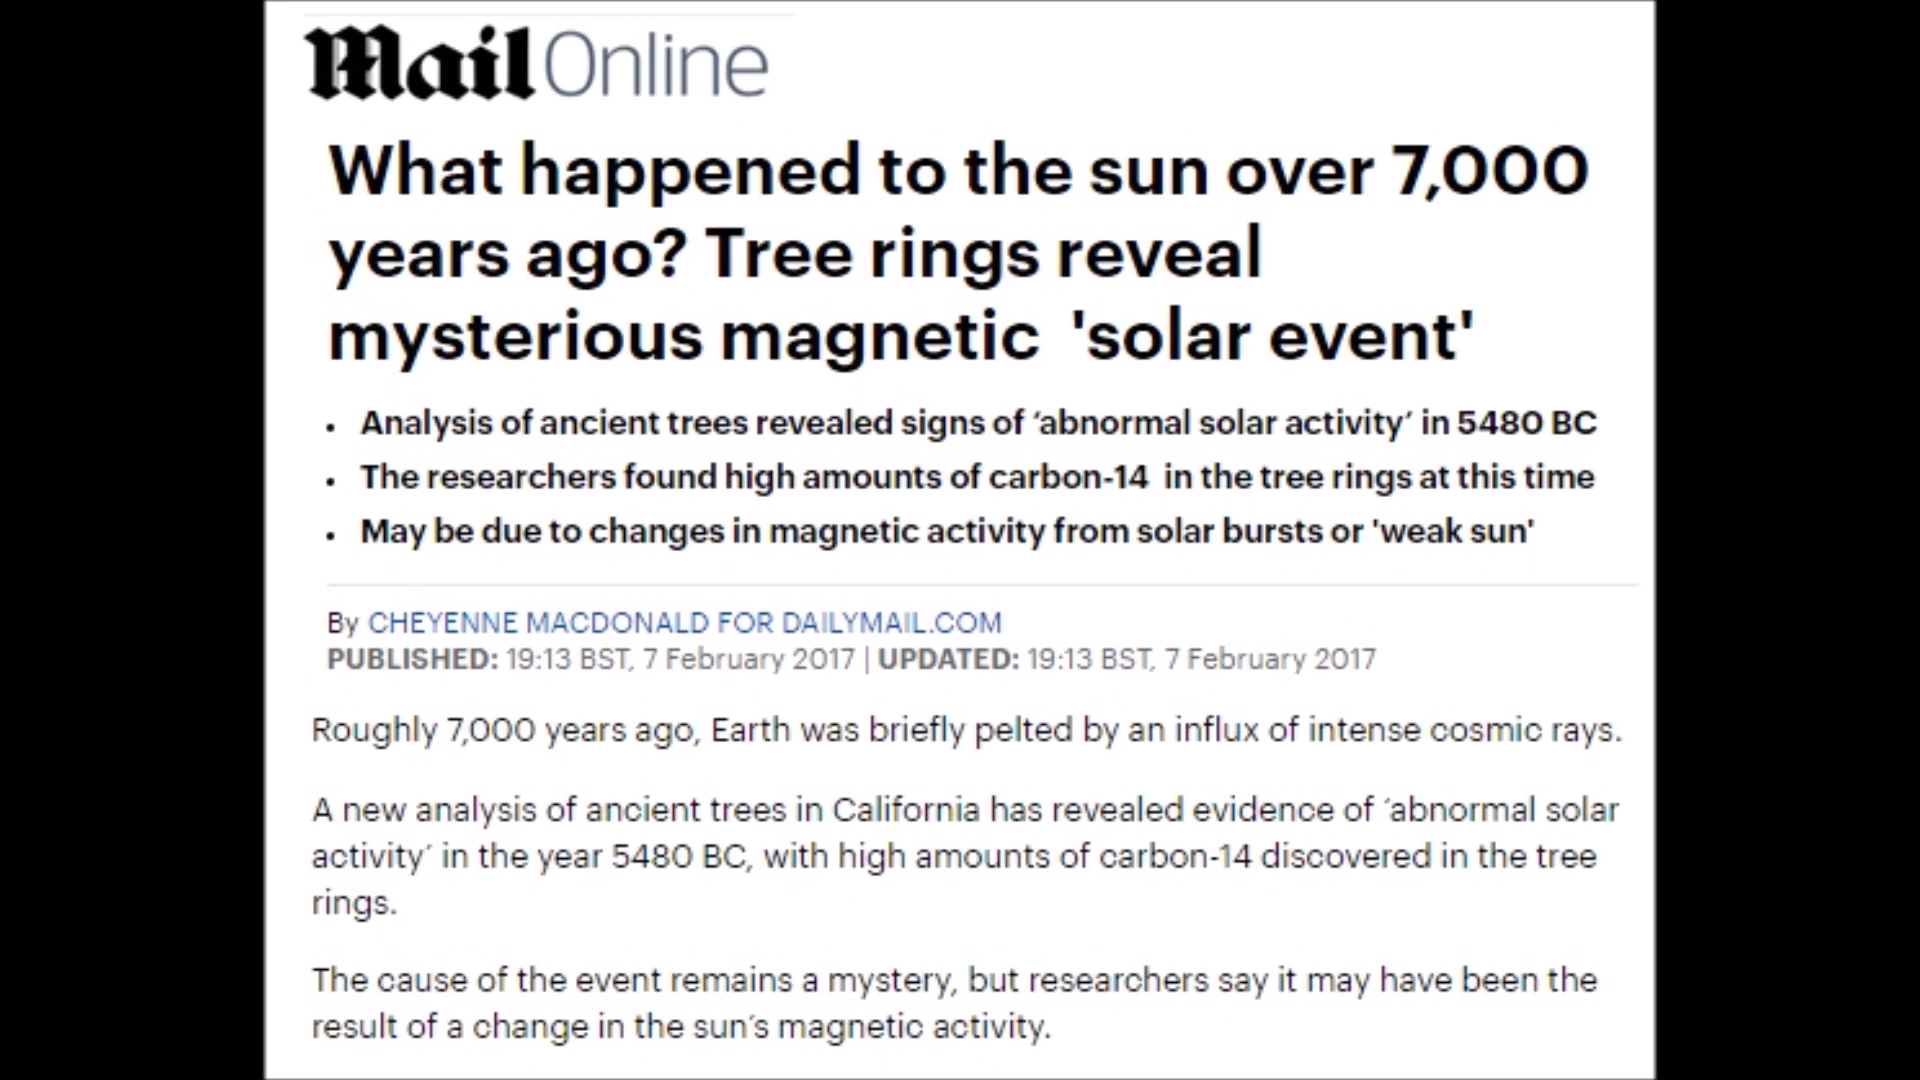 Mail Online
What happened to the sun over 7,000
years ago? Tree rings reveal
mysterious magnetic 'solar event'
• Analysis of ancient trees revealed signs of ‘abnormal solar activity’ in 5480 BC
• The researchers found high amounts of carbon-14 in the tree rings at this time
• May be due to changes in magnetic activity from solar bursts or 'weak sun'
By CHEYENNE MACDONALD FOR DAILYMAIL.COM
PUBLISHED: 19:13 BST, 7 February 2017 | UPDATED: 19:13 BST, 7 February 2017
Roughly 7,000 years ago, Earth was briefly pelted by an influx of intense cosmic rays.
A new analysis of ancient trees in California has revealed evidence of ‘abnormal solar
activity’ in the year 5480 BC, with high amounts of carbon-14 discovered in the tree
rings.
The cause of the event remains a mystery, but researchers say it may have been the
result of a change in the sun’s magnetic activity.